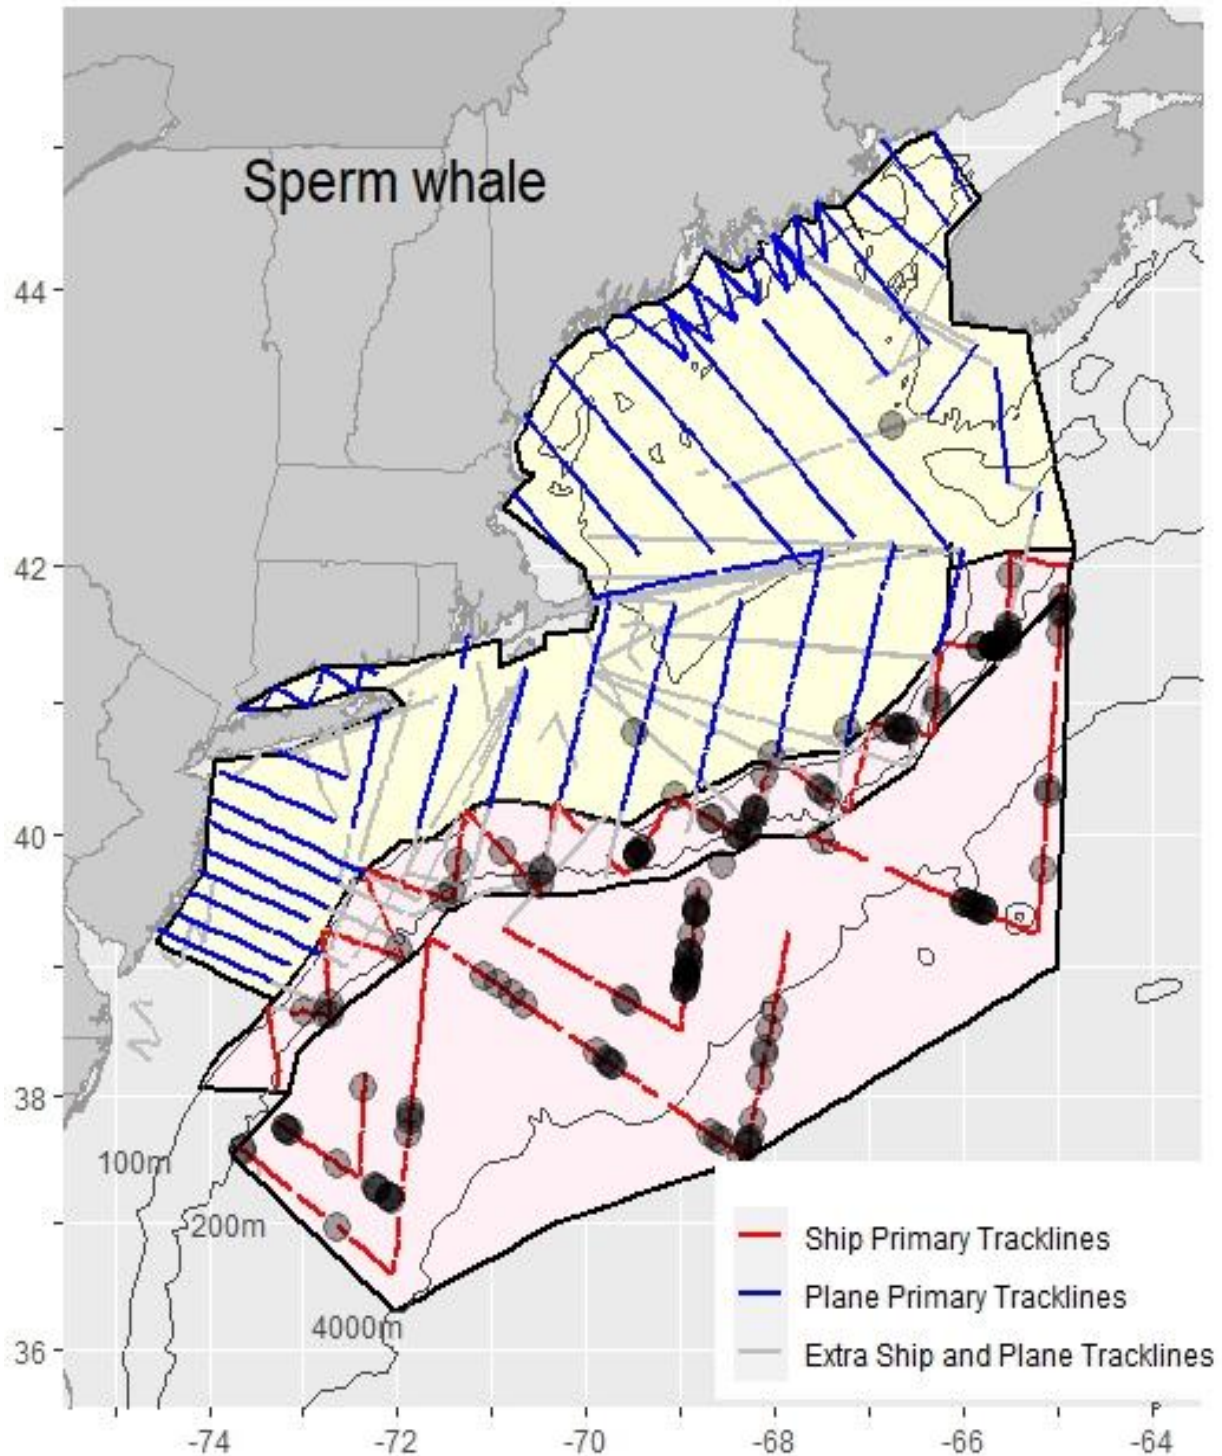 Sperm whale
44
42
40
38
36
100m
200m
4000m
Ship Primary Tracklines
Plane Primary Tracklines
Extra Ship and Plane Tracklines
-74
-72
-70
-68
-66
-64